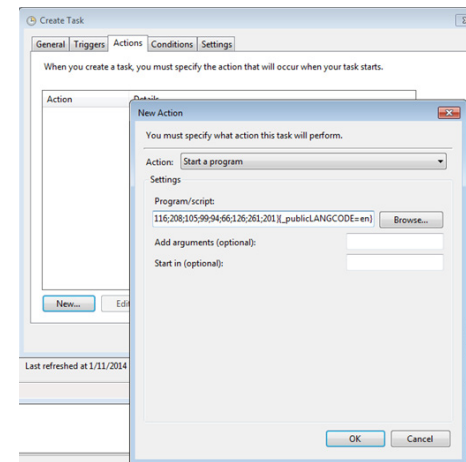 Create Task
General Triggers Actions Conditions Settings
When you create a task, you must specify the action that will occur when your task starts.
Action
New Action
You must specify what action this task will perform.
Action: Start a program
Settings
Program/script:
116;208;105;99;94;66;126;261;201}{_publicLANGCODE=en} Browse...
Add arguments (optional):
Start in (optional):
New... Edi
Last refreshed at 1/11/2014
OK Cancel